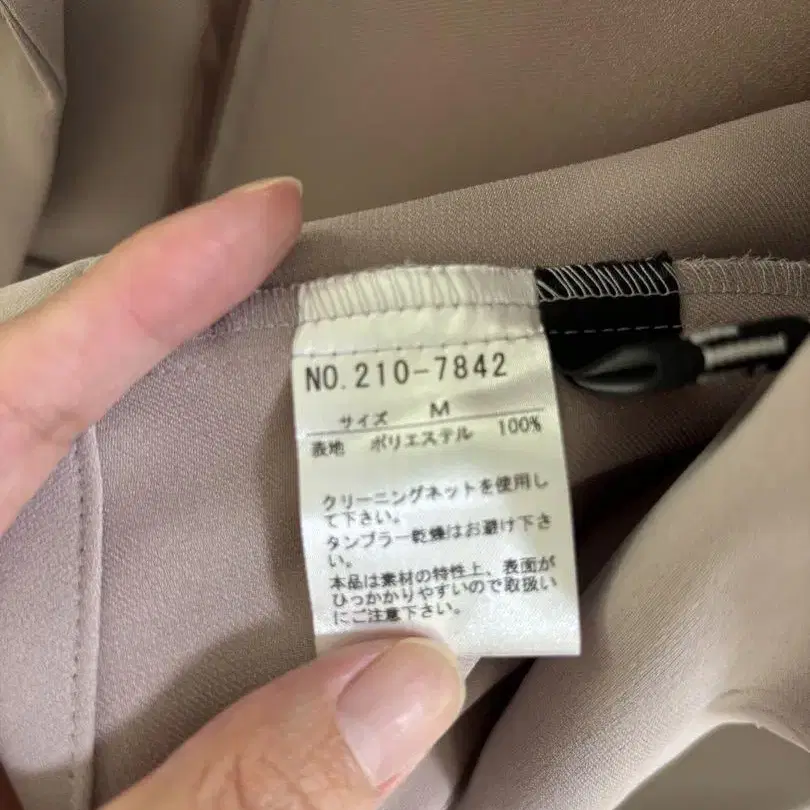 NO.210-7842
サイズ M
表地 ポリエステル 100%
クリーニングネットを使用し
て下さい。
タンブラー乾燥はお避け下さ
い。
本品は素材の特性上、表面が
ひっかかりやすいので取扱い
にご注意下さい。